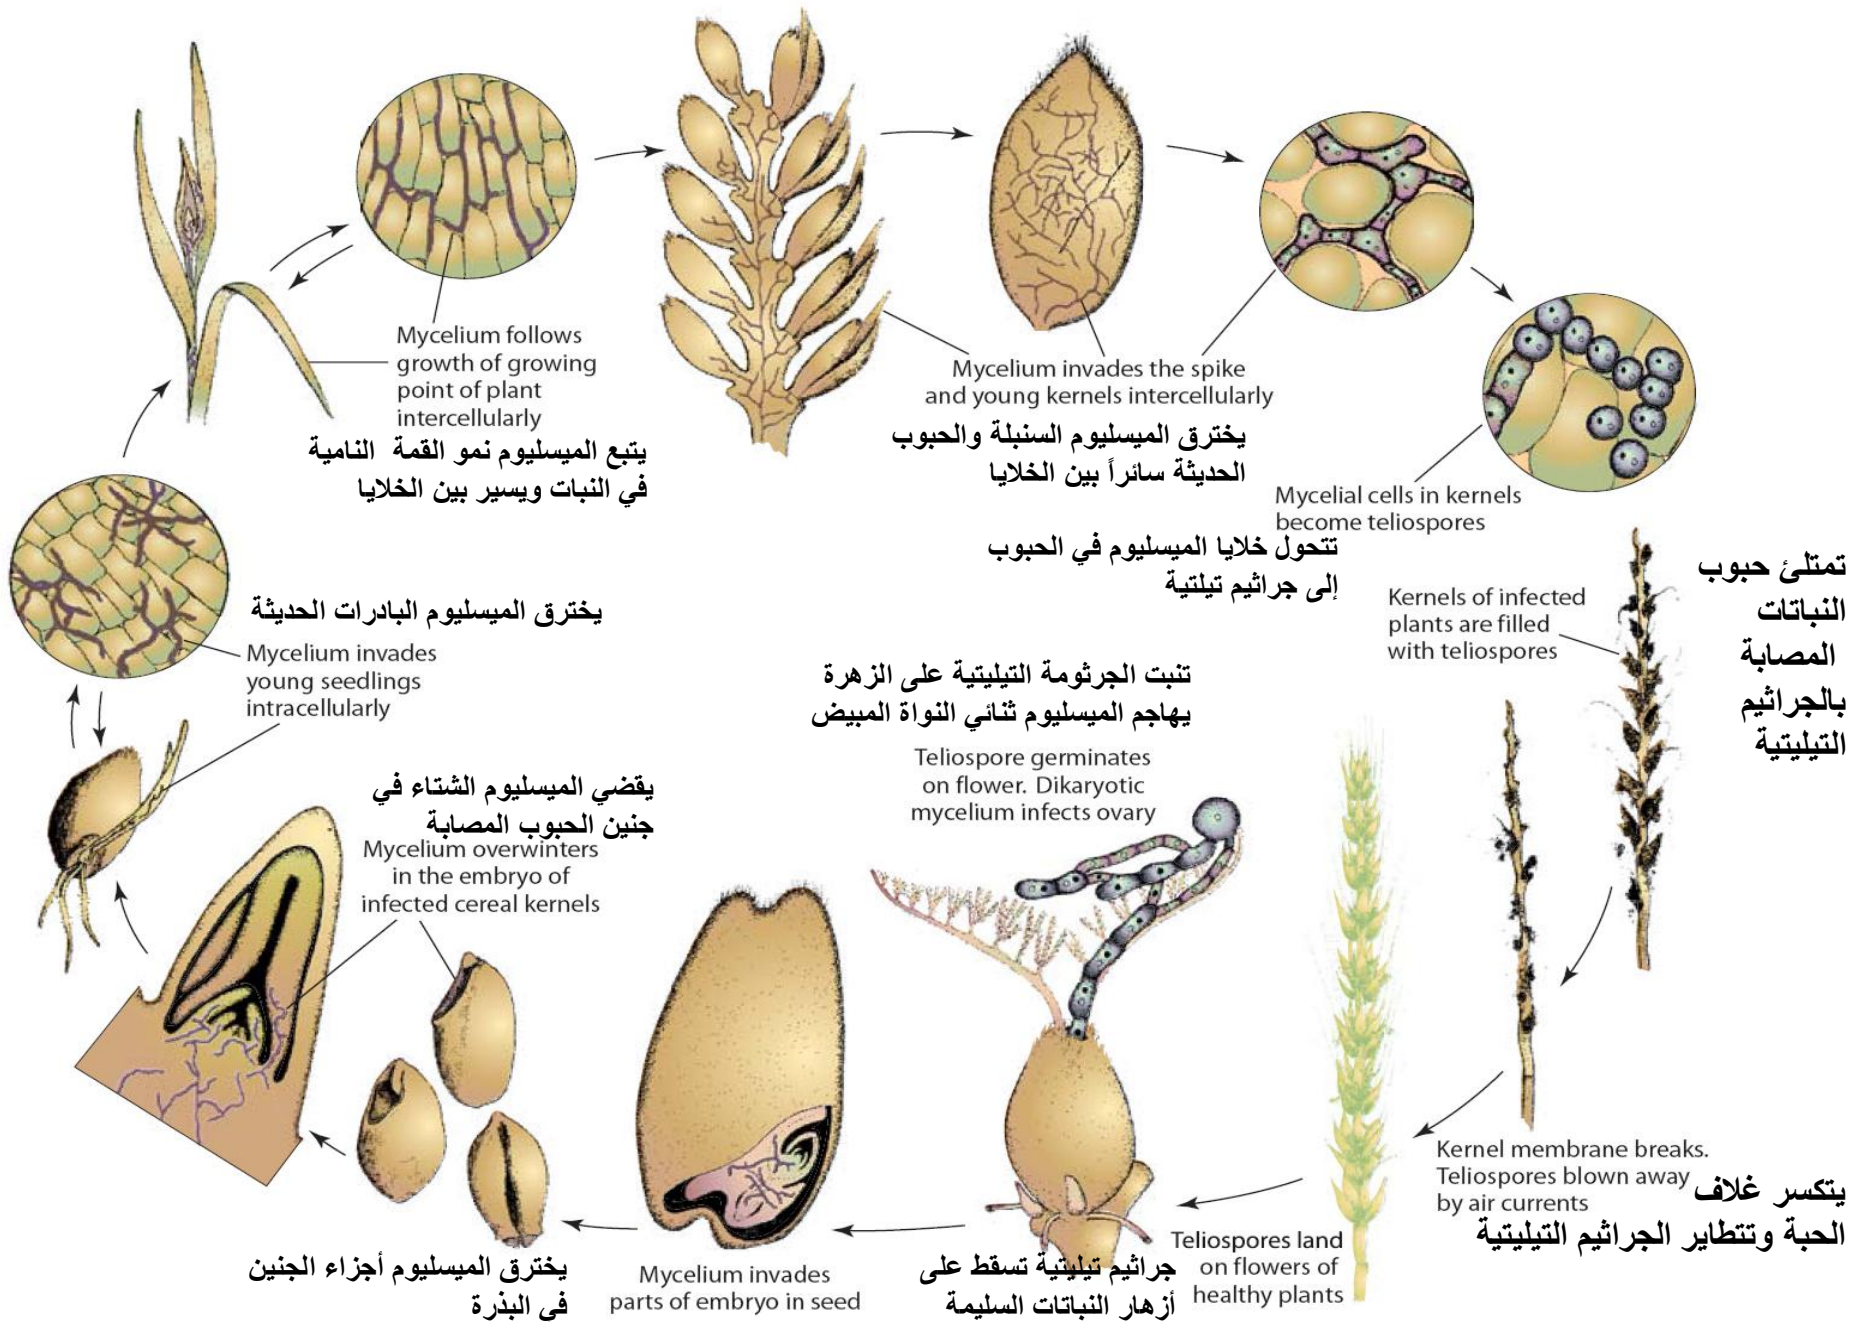 Mycelium follows
growth of growing
point of plant
intercellularly
يتبع الميسليوم نمو القمة النامية
في النبات ويسير بين الخلايا
Mycelium invades the spike
and young kernels intercellularly
يخترق الميسليوم السنبلة والحبوب
الحديثة سائراً بين الخلايا
Mycelial cells in kernels
become teliospores
تتحول خلايا الميسليوم في الحبوب
إلى جراثيم تيلتية
تمتلئ حبوب
النباتات
المصابة
بالجراثيم
التيليتية
Kernels of infected
plants are filled
with teliospores
يخترق الميسليوم البادرات الحديثة
Mycelium invades
young seedlings
intracellularly
تنبت الجرثومة التيليتية على الزهرة
يهاجم الميسليوم ثنائي النواة المبيض
Teliospore germinates
on flower. Dikaryotic
mycelium infects ovary
يقضي الميسليوم الشتاء في
جنين الحبوب المصابة
Mycelium overwinters
in the embryo of
infected cereal kernels
Kernel membrane breaks.
Teliospores blown away
by air currents
يتكسر غلاف
الحبة وتتطاير الجراثيم التيليتية
Teliospores land
on flowers of
healthy plants
جراثيم تيليتية تسقط على
أزهار النباتات السليمة
Mycelium invades
parts of embryo in seed
يخترق الميسليوم أجزاء الجنين
في البذرة